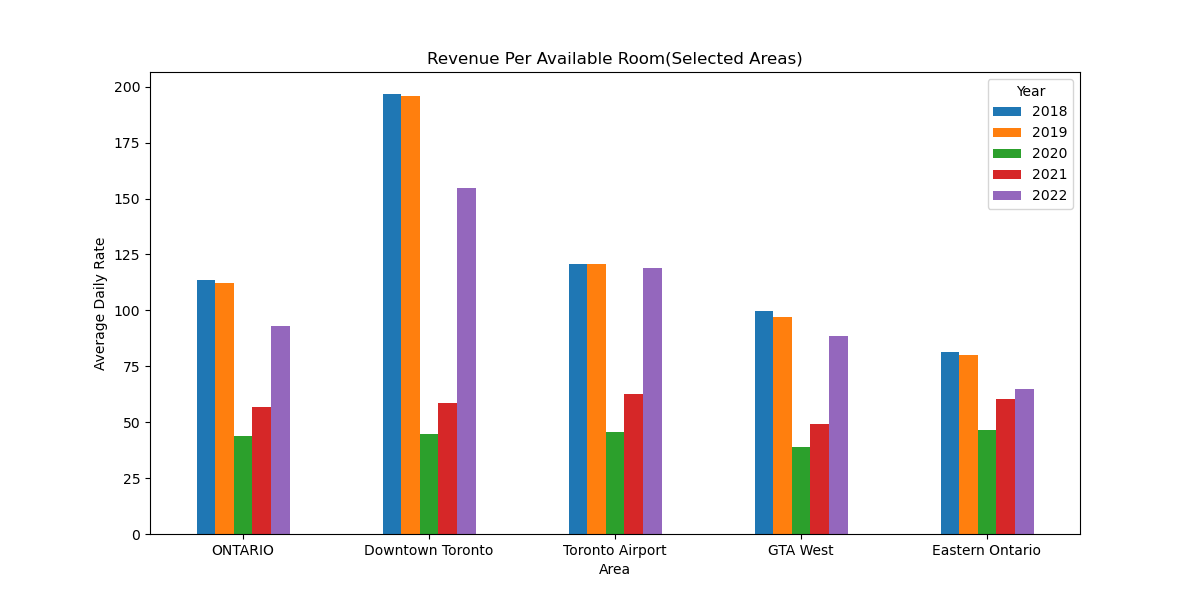 Revenue Per Available Room(Selected Areas)
Average Daily Rate
200
175
150
125
100
75
50
25
0
Year
2018
2019
2020
2021
2022
ONTARIO
Downtown Toronto
Toronto Airport
GTA West
Eastern Ontario
Area